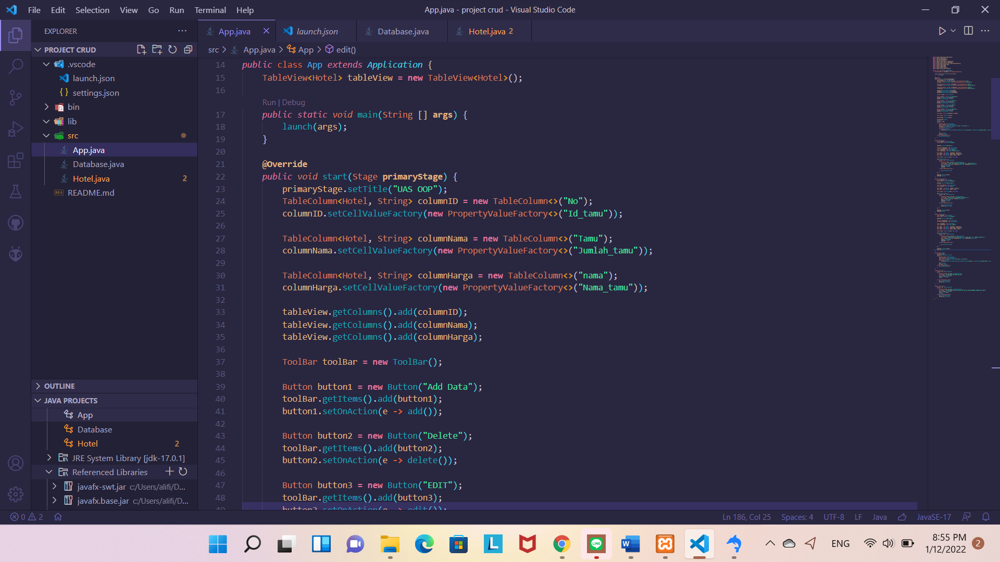 File Edit Selection View Go Run Terminal Help
App.java - project crud - Visual Studio Code
EXPLORER
PROJECT CRUD
.vscode
launch.json
{} settings.json
bin
lib
src
App.java
Database.java
Hotel.java 2
README.md
OUTLINE
JAVA PROJECTS
App
Database
Hotel 2
JRE System Library [jdk-17.0.1]
Referenced Libraries
javafx-swt.jar c:/Users/alifi/D...
javafx.base.jar c:/Users/alifi/D...
App.java launch.json Database.java Hotel.java 2
src > App.java > App > edit()
14 public class App extends Application {
15 TableView<Hotel> tableView = new TableView<Hotel>();
16
Run | Debug
17 public static void main(String [] args) {
18 launch(args);
19 }
20
21 @Override
22 public void start(Stage primaryStage) {
23 primaryStage.setTitle("UAS OOP");
24 TableColumn<Hotel, String> columnID = new TableColumn<>("No");
25 columnID.setCellValueFactory(new PropertyValueFactory<>("Id_tamu"));
26
27 TableColumn<Hotel, String> columnNama = new TableColumn<>("Tamu");
28 columnNama.setCellValueFactory(new PropertyValueFactory<>("Jumlah_tamu"));
29
30 TableColumn<Hotel, String> columnHarga = new TableColumn<>("nama");
31 columnHarga.setCellValueFactory(new PropertyValueFactory<>("Nama_tamu"));
32
33 tableView.getColumns().add(columnID);
34 tableView.getColumns().add(columnNama);
35 tableView.getColumns().add(columnHarga);
36
37 ToolBar toolBar = new ToolBar();
38
39 Button button1 = new Button("Add Data");
40 toolBar.getItems().add(button1);
41 button1.setOnAction(e -> add());
42
43 Button button2 = new Button("Delete");
44 toolBar.getItems().add(button2);
45 button2.setOnAction(e -> delete());
46
47 Button button3 = new Button("EDIT");
48 toolBar.getItems().add(button3);
49 button3.setOnAction(e -> edit());
0 2
Ln 186, Col 25 Spaces: 4 UTF-8 LF Java JavaSE-17
ENG
8:55 PM
1/12/2022
2